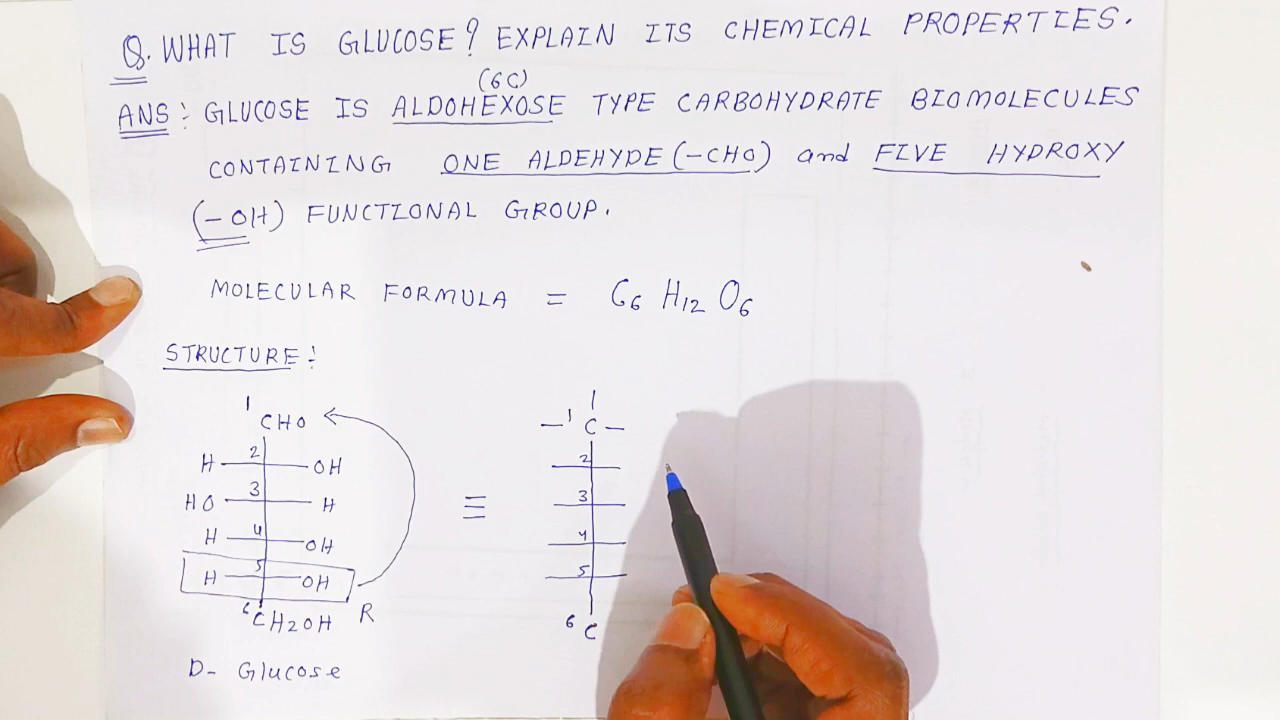 Q. WHAT IS GLUCOSE? EXPLAIN ITS CHEMICAL PROPERTIES.
(6C)
ANS: GLUCOSE IS ALDOHEXOSE TYPE CARBOHYDRATE BIOMOLECULES
CONTAINING ONE ALDEHYDE (-CHO) and FIVE HYDROXY
(-OH) FUNCTIONAL GROUP.
MOLECULAR FORMULA = C6 H12 O6
STRUCTURE:
1
CHO
H 2 OH
HO 3 H
H 4 OH
H 5 OH
6 CH2OH R
D- Glucose
≡
1 C
2
3
4
5
6 C